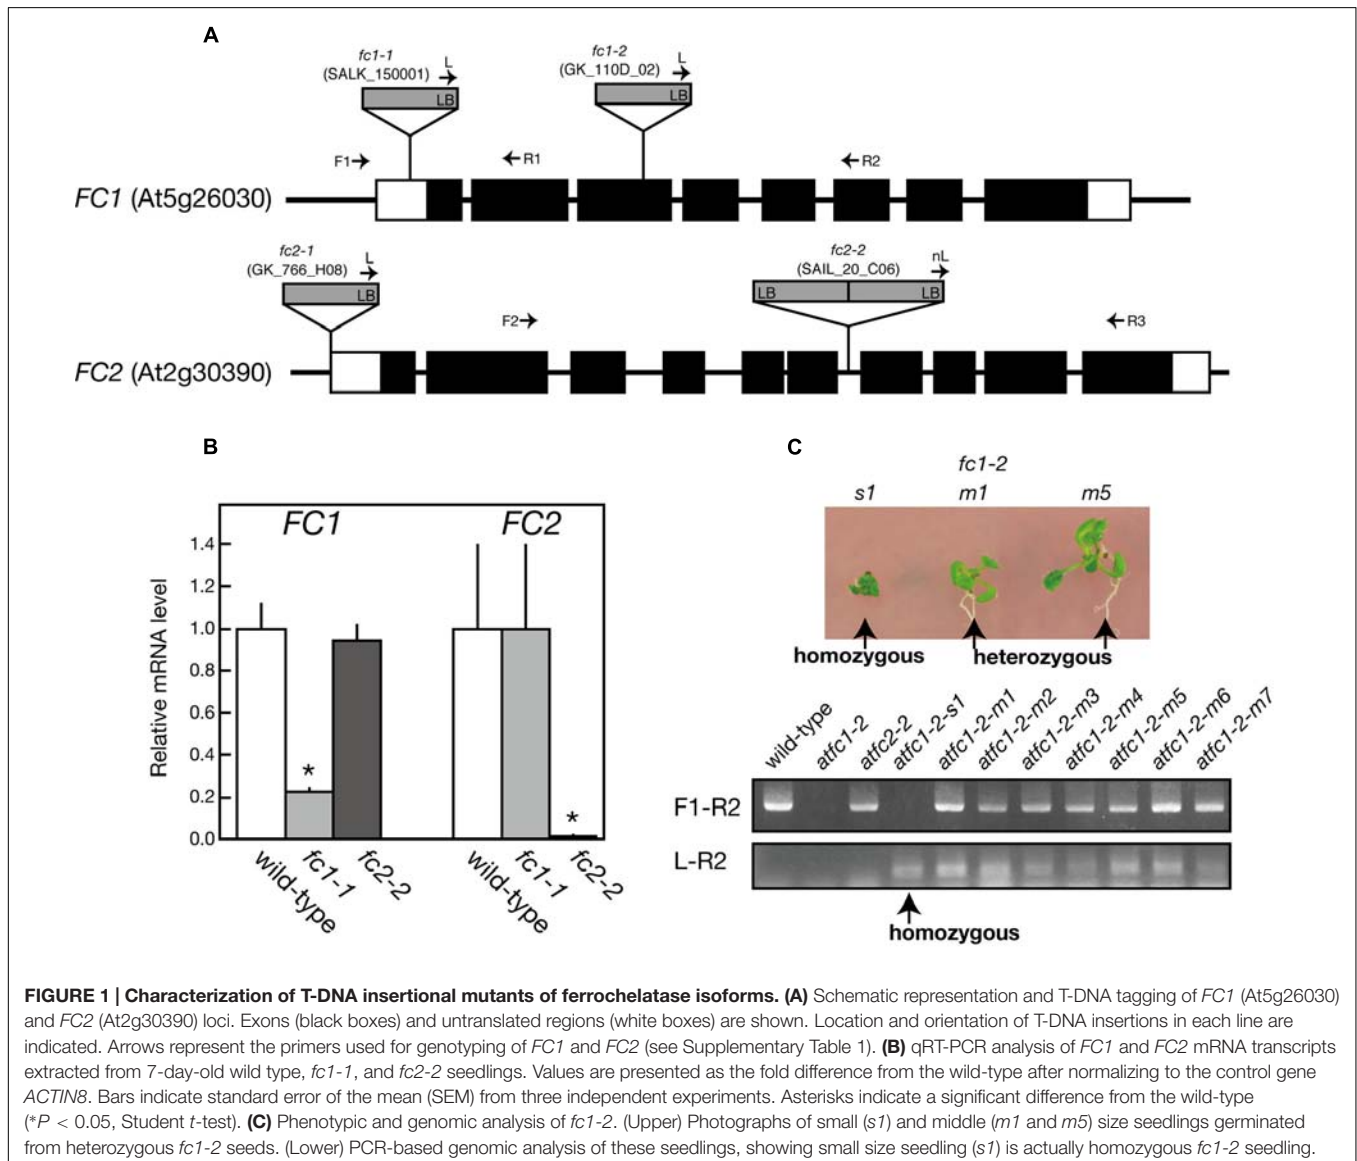 A
fc1-1
(SALK_150001)
L
LB
fc1-2
(GK_110D_02)
L
LB
F1
R1
R2
FC1 (At5g26030)
fc2-1
(GK_766_H08)
L
LB
fc2-2
(SAIL_20_C06)
nL
LB
LB
F2
R3
FC2 (At2g30390)
B
FC1
FC2
Relative mRNA level
1.4
1.2
1.0
0.8
0.6
0.4
0.2
0.0
*
*
wild-type
fc1-1
fc2-2
wild-type
fc1-1
fc2-2
C
fc1-2
s1 m1 m5
homozygous
heterozygous
wild-type
atfc1-2
atfc2-2
atfc1-2-s1
atfc1-2-m1
atfc1-2-m2
atfc1-2-m3
atfc1-2-m4
atfc1-2-m5
atfc1-2-m6
atfc1-2-m7
F1-R2
L-R2
homozygous
FIGURE 1 | Characterization of T-DNA insertional mutants of ferrochelatase isoforms. (A) Schematic representation and T-DNA tagging of FC1 (At5g26030)
and FC2 (At2g30390) loci. Exons (black boxes) and untranslated regions (white boxes) are shown. Location and orientation of T-DNA insertions in each line are
indicated. Arrows represent the primers used for genotyping of FC1 and FC2 (see Supplementary Table 1). (B) qRT-PCR analysis of FC1 and FC2 mRNA transcripts
extracted from 7-day-old wild type, fc1-1, and fc2-2 seedlings. Values are presented as the fold difference from the wild-type after normalizing to the control gene
ACTIN8. Bars indicate standard error of the mean (SEM) from three independent experiments. Asterisks indicate a significant difference from the wild-type
(*P < 0.05, Student t-test). (C) Phenotypic and genomic analysis of fc1-2. (Upper) Photographs of small (s1) and middle (m1 and m5) size seedlings germinated
from heterozygous fc1-2 seeds. (Lower) PCR-based genomic analysis of these seedlings, showing small size seedling (s1) is actually homozygous fc1-2 seedling.